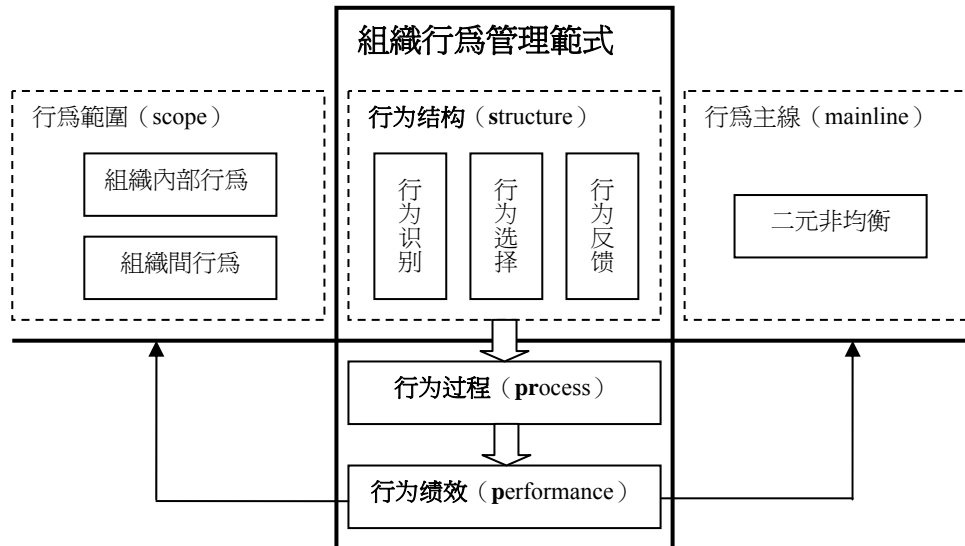 組織行爲管理範式
行爲範圍（scope）
組織內部行爲
組織間行爲
行为结构（structure）
行为识别
行为选择
行为反馈
行爲主線（mainline）
二元非均衡
行为过程（process）
行为绩效（performance）